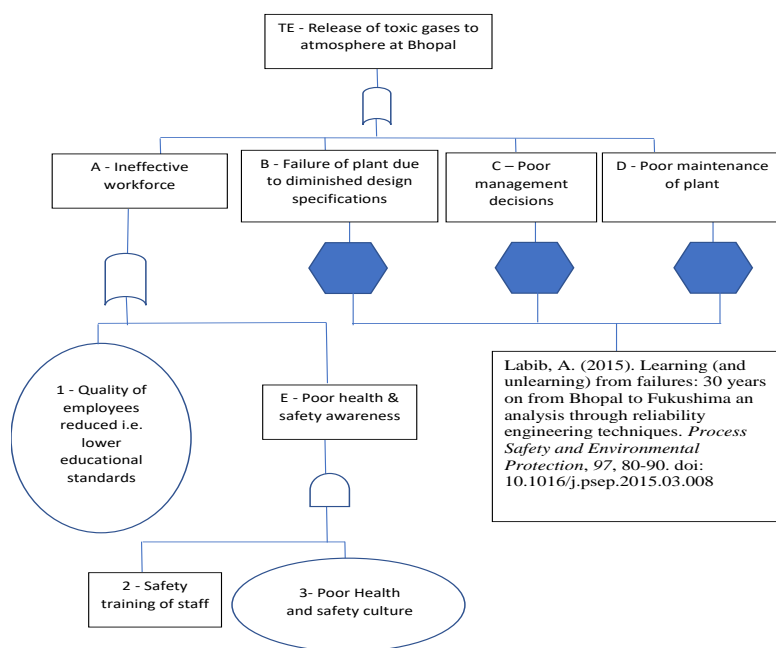 TE - Release of toxic gases to
atmosphere at Bhopal
A - Ineffective
workforce
B - Failure of plant due
to diminished design
specifications
C – Poor
management
decisions
D - Poor maintenance
of plant
1 - Quality of
employees
reduced i.e.
lower
educational
standards
E - Poor health &
safety awareness
Labib, A. (2015). Learning (and
unlearning) from failures: 30 years
on from Bhopal to Fukushima an
analysis through reliability
engineering techniques. Process
Safety and Environmental
Protection, 97, 80-90. doi:
10.1016/j.psep.2015.03.008
2 - Safety
training of staff
3- Poor Health
and safety culture